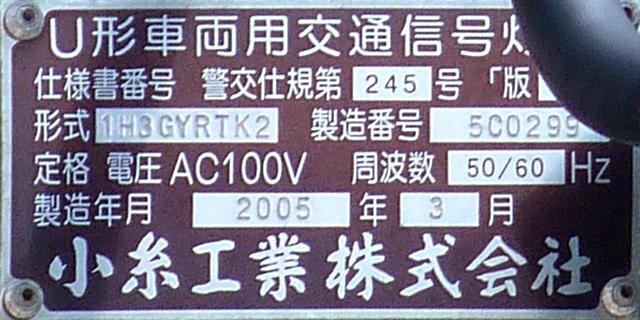 U形車両用交通信号灯
仕様書番号 警交仕規第 245 号 「版
形式 1H3GYRTK2 製造番号 5C0299
定格 電圧 AC100V 周波数 50/60 Hz
製造年月 2005 年 3 月
小糸工業株式会社